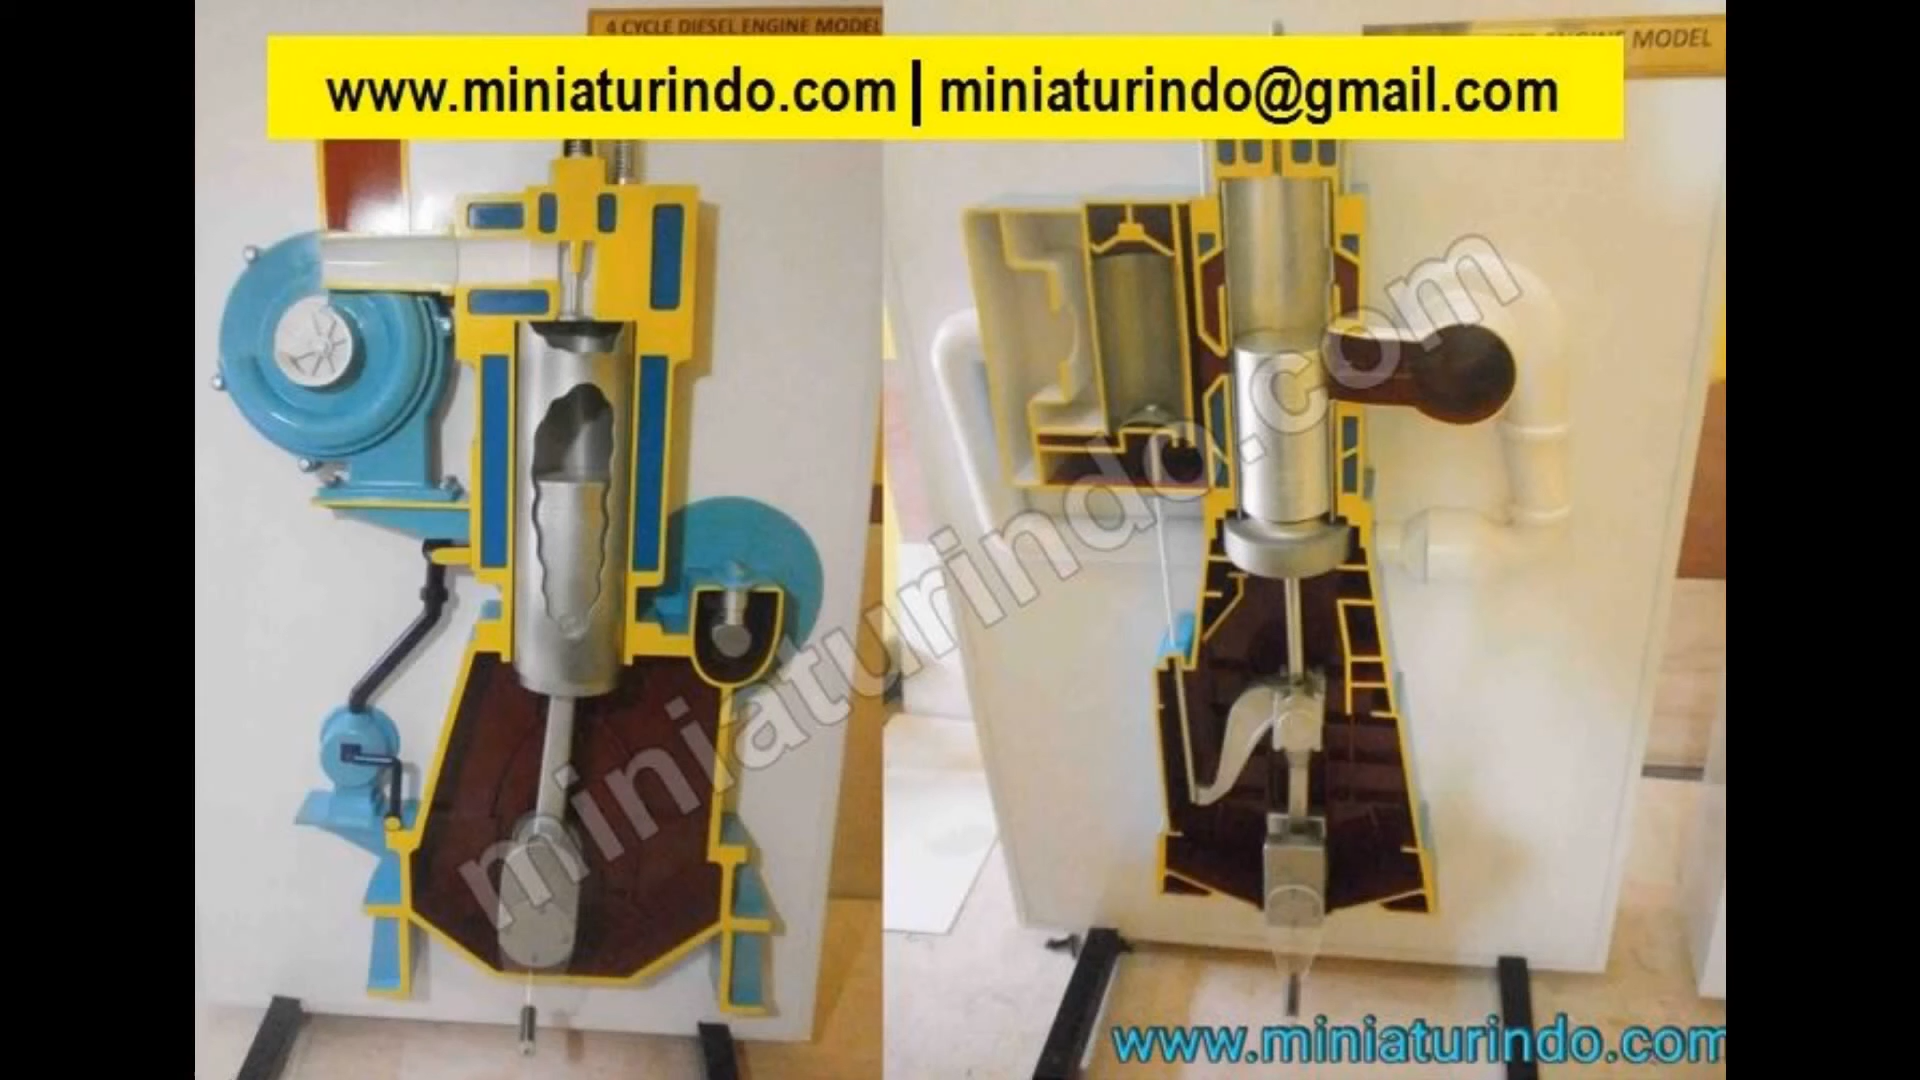 4 CYCLE DIESEL ENGINE MODEL
ENGINE MODEL
www.miniaturindo.com | miniaturindo@gmail.com
miniaturindo.com
www.miniaturindo.com